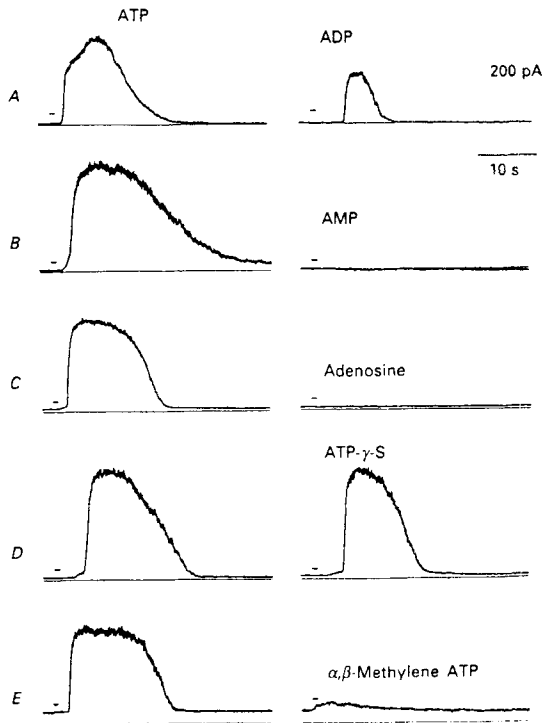 ATP
ADP
200 pA
A
10 s
B
AMP
C
Adenosine
ATP-γ-S
D
α,β-Methylene ATP
E